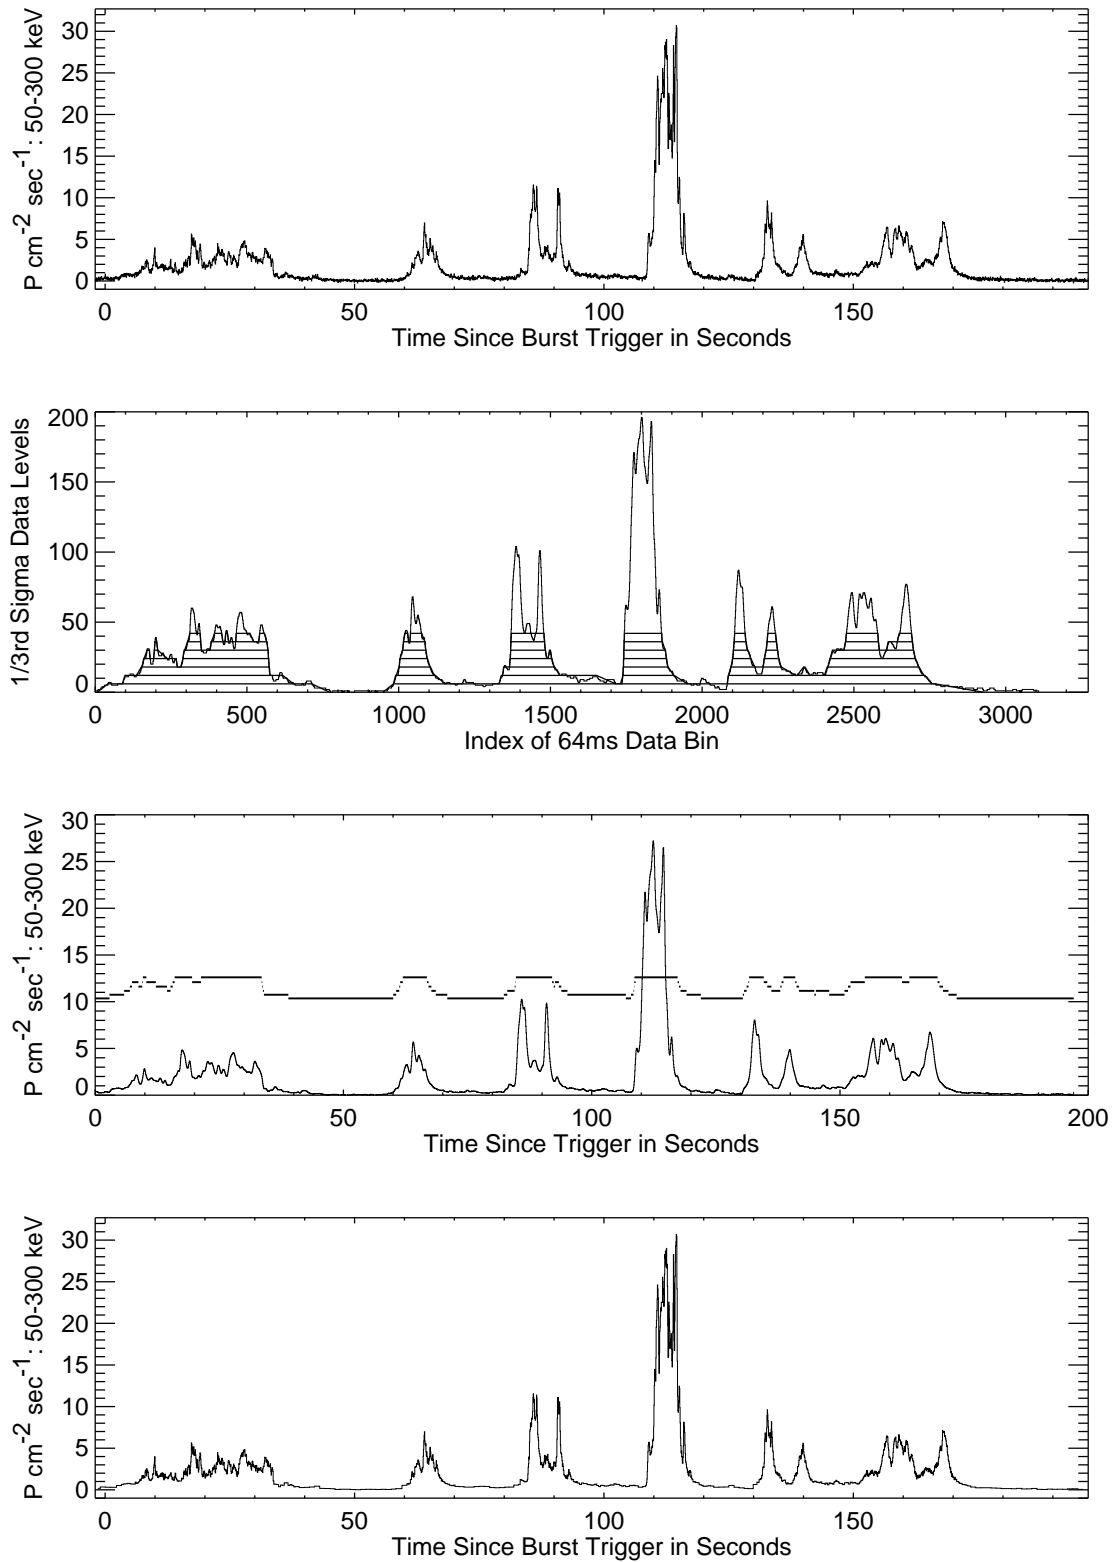 P cm-2 sec-1: 50-300 keV
30
25
20
15
10
5
0
0 50 100 150
Time Since Burst Trigger in Seconds
1/3rd Sigma Data Levels
200
150
100
50
0
0 500 1000 1500 2000 2500 3000
Index of 64ms Data Bin
P cm-2 sec-1: 50-300 keV
30
25
20
15
10
5
0
0 50 100 150 200
Time Since Trigger in Seconds
P cm-2 sec-1: 50-300 keV
30
25
20
15
10
5
0
0 50 100 150
Time Since Burst Trigger in Seconds